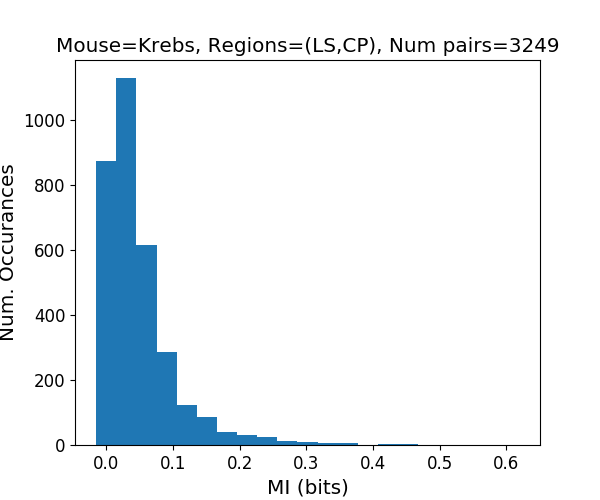 Mouse=Krebs, Regions=(LS,CP), Num pairs=3249
Num. Occurances
1000
800
600
400
200
0
0.0 0.1 0.2 0.3 0.4 0.5 0.6
MI (bits)